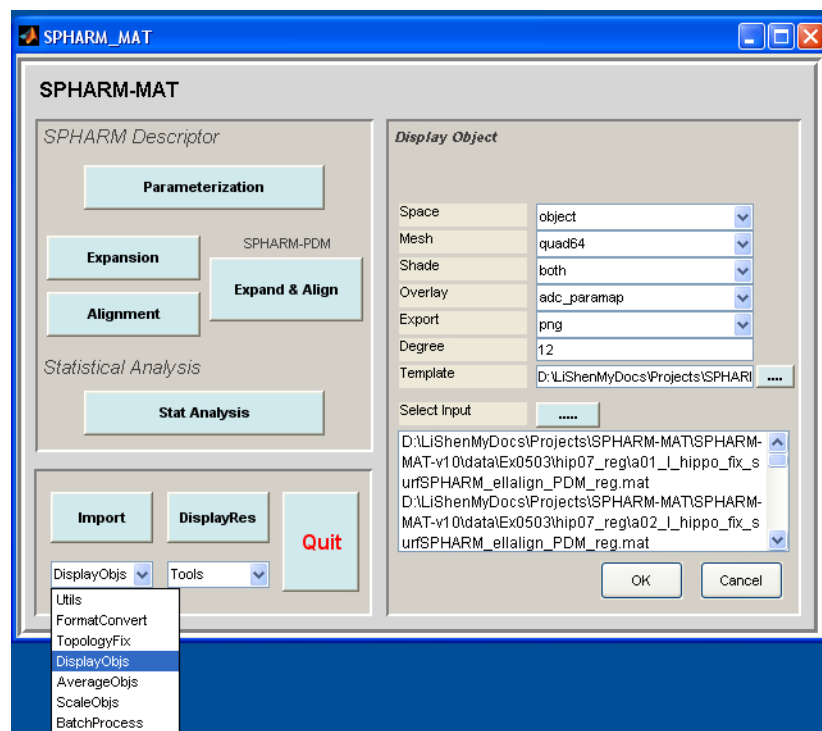 SPHARM_MAT
SPHARM-MAT
SPHARM Descriptor
Parameterization
Expansion
SPHARM-PDM
Expand & Align
Alignment
Statistical Analysis
Stat Analysis
Import
DisplayRes
Quit
DisplayObjs
Tools
Utils
FormatConvert
TopologyFix
DisplayObjs
AverageObjs
ScaleObjs
BatchProcess
Display Object
Space object
Mesh quad64
Shade both
Overlay adc_paramap
Export png
Degree 12
Template D:\LiShenMyDocs\Projects\SPHARI ....
Select Input .....
D:\LiShenMyDocs\Projects\SPHARM-MAT\SPHARM-
MAT-v10\data\Ex0503\hip07_reg\a01_l_hippo_fix_s
urfSPHARM_ellalign_PDM_reg.mat
D:\LiShenMyDocs\Projects\SPHARM-MAT\SPHARM-
MAT-v10\data\Ex0503\hip07_reg\a02_l_hippo_fix_s
urfSPHARM_ellalign_PDM_reg.mat
OK Cancel